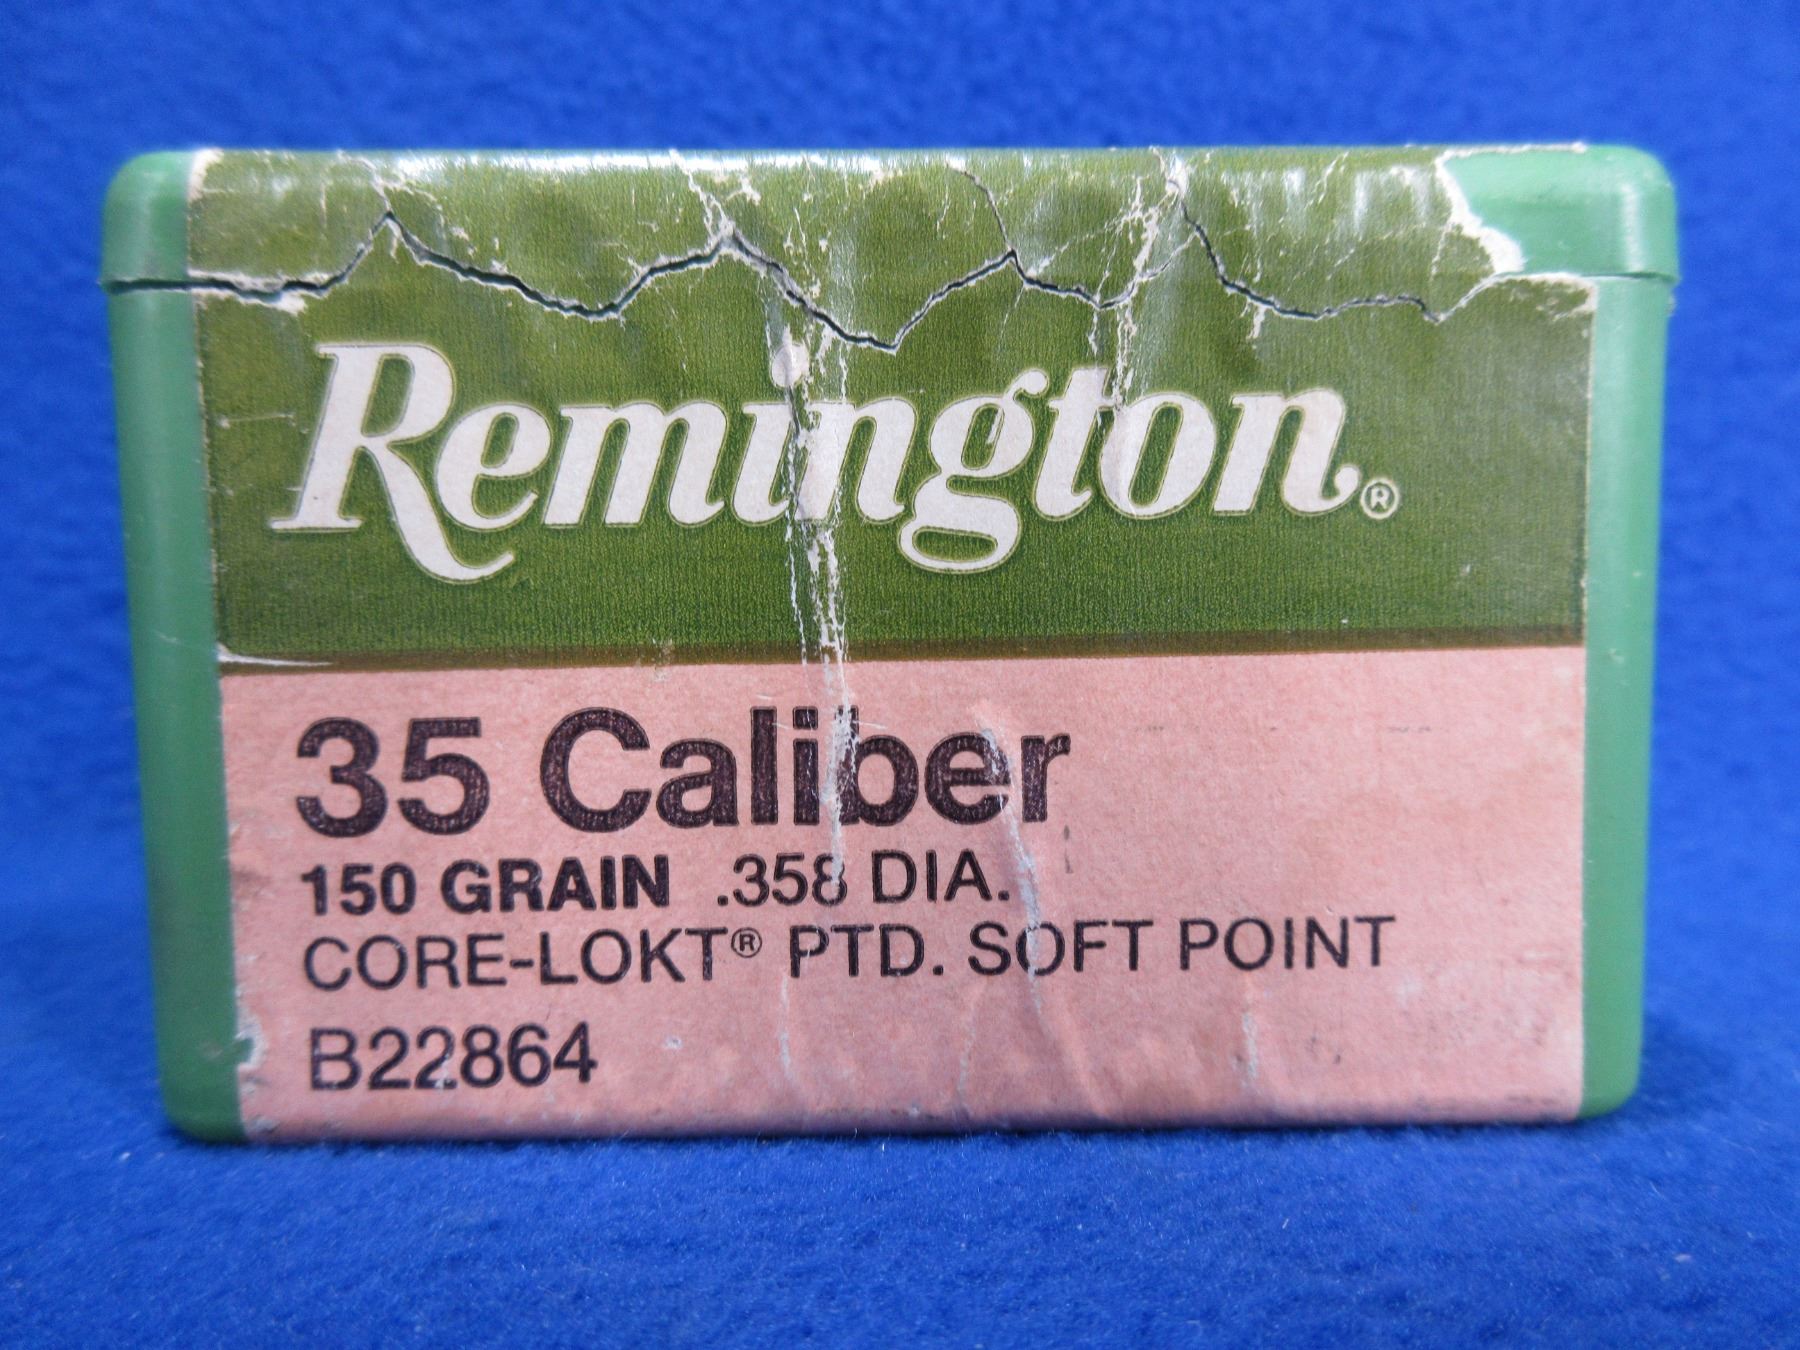 Remington®
35 Caliber
150 GRAIN .358 DIA.
CORE-LOKT® PTD. SOFT POINT
B22864